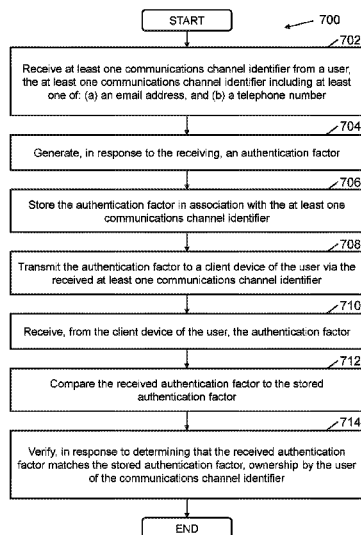 START
700
702
Receive at least one communications channel identifier from a user,
the at least one communications channel identifier including at least
one of: (a) an email address, and (b) a telephone number
704
Generate, in response to the receiving, an authentication factor
706
Store the authentication factor in association with the at least one
communications channel identifier
708
Transmit the authentication factor to a client device of the user via the
received at least one communications channel identifier
710
Receive, from the client device of the user, the authentication factor
712
Compare the received authentication factor to the stored
authentication factor
714
Verify, in response to determining that the received authentication
factor matches the stored authentication factor, ownership by the user
of the communications channel identifier
END